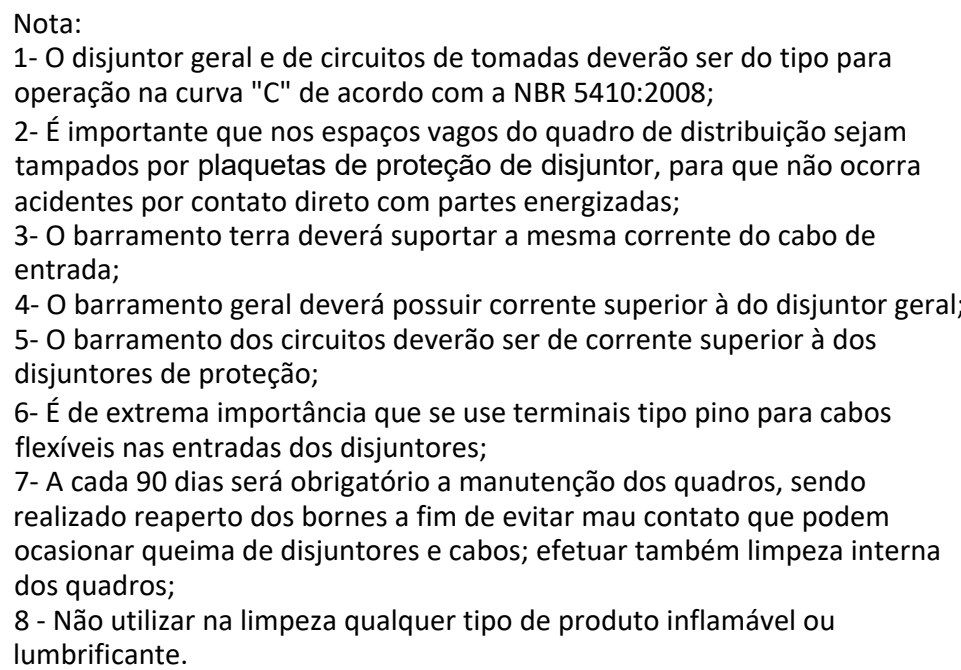 Nota:
1- O disjuntor geral e de circuitos de tomadas deverão ser do tipo para
operação na curva "C" de acordo com a NBR 5410:2008;
2- É importante que nos espaços vagos do quadro de distribuição sejam
tampados por plaquetas de proteção de disjuntor, para que não ocorra
acidentes por contato direto com partes energizadas;
3- O barramento terra deverá suportar a mesma corrente do cabo de
entrada;
4- O barramento geral deverá possuir corrente superior à do disjuntor geral;
5- O barramento dos circuitos deverão ser de corrente superior à dos
disjuntores de proteção;
6- É de extrema importância que se use terminais tipo pino para cabos
flexíveis nas entradas dos disjuntores;
7- A cada 90 dias será obrigatório a manutenção dos quadros, sendo
realizado reaperto dos bornes a fim de evitar mau contato que podem
ocasionar queima de disjuntores e cabos; efetuar também limpeza interna
dos quadros;
8 - Não utilizar na limpeza qualquer tipo de produto inflamável ou
lumbrificante.